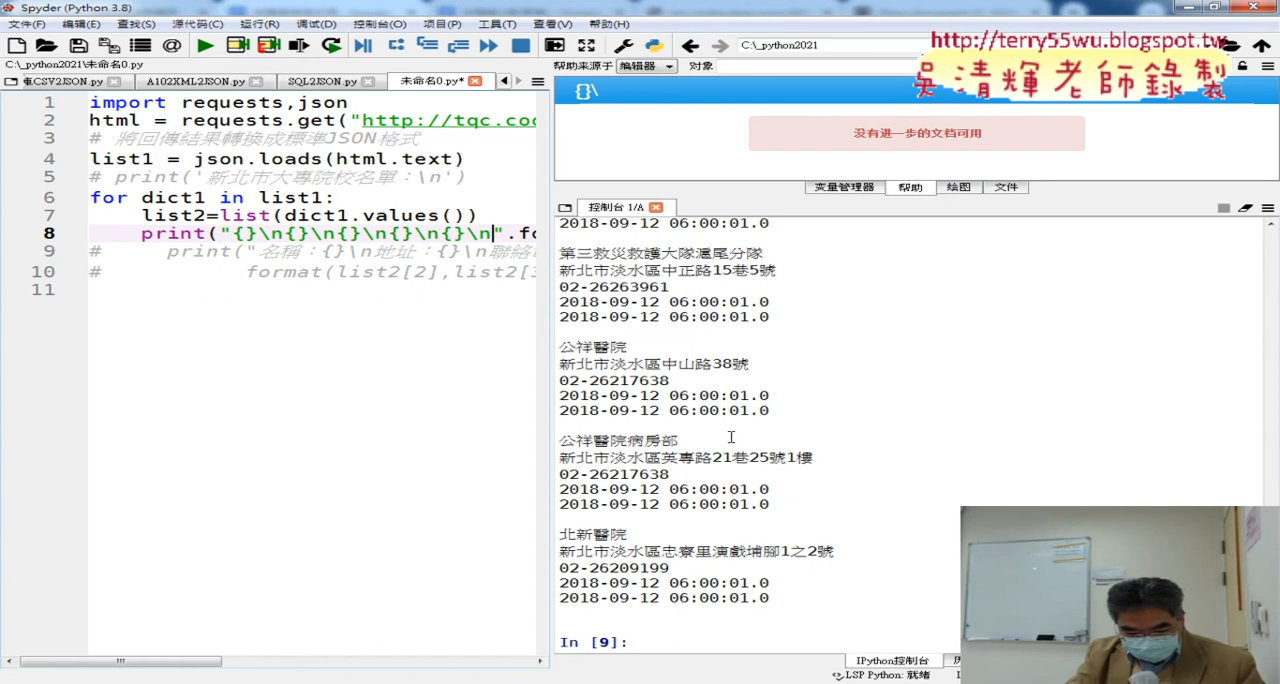 Spyder (Python 3.8)
文件(F) 编辑(E) 查找(S) 源代码(C) 运行(R) 调试(D) 控制台(O) 项目(P) 工具(T) 查看(V) 帮助(H)
C:\_python2021
http://terry55wu.blogspot.tw
C:\_python2021\未命名0.py
帮助来源于 编辑器 对象
吳清輝老師錄製
CSV2JSON.py A102XML2JSON.py SQL2JSON.py 未命名0.py*
{}\
1 import requests,json
2 html = requests.get("http://tqc.co
3 # 將回傳結果轉換成標準JSON格式
4 list1 = json.loads(html.text)
5 # print('新北市大專院校名單：\n')
6 for dict1 in list1:
7 list2=list(dict1.values())
8 print("{}\n{}\n{}\n{}\n{}\n".fo
9 # print("名稱：{}\n地址：{}\n聯絡
10 # format(list2[2],list2[3
11
没有进一步的文档可用
变量管理器 帮助 绘图 文件
控制台 1/A
2018-09-12 06:00:01.0
第三救災救護大隊滬尾分隊
新北市淡水區中正路15巷5號
02-26263961
2018-09-12 06:00:01.0
2018-09-12 06:00:01.0
公祥醫院
新北市淡水區中山路38號
02-26217638
2018-09-12 06:00:01.0
2018-09-12 06:00:01.0
公祥醫院病房部
新北市淡水區英專路21巷25號1樓
02-26217638
2018-09-12 06:00:01.0
2018-09-12 06:00:01.0
北新醫院
新北市淡水區忠寮里演戲埔腳1之2號
02-26209199
2018-09-12 06:00:01.0
2018-09-12 06:00:01.0
In [9]:
IPython控制台
LSP Python: 就绪